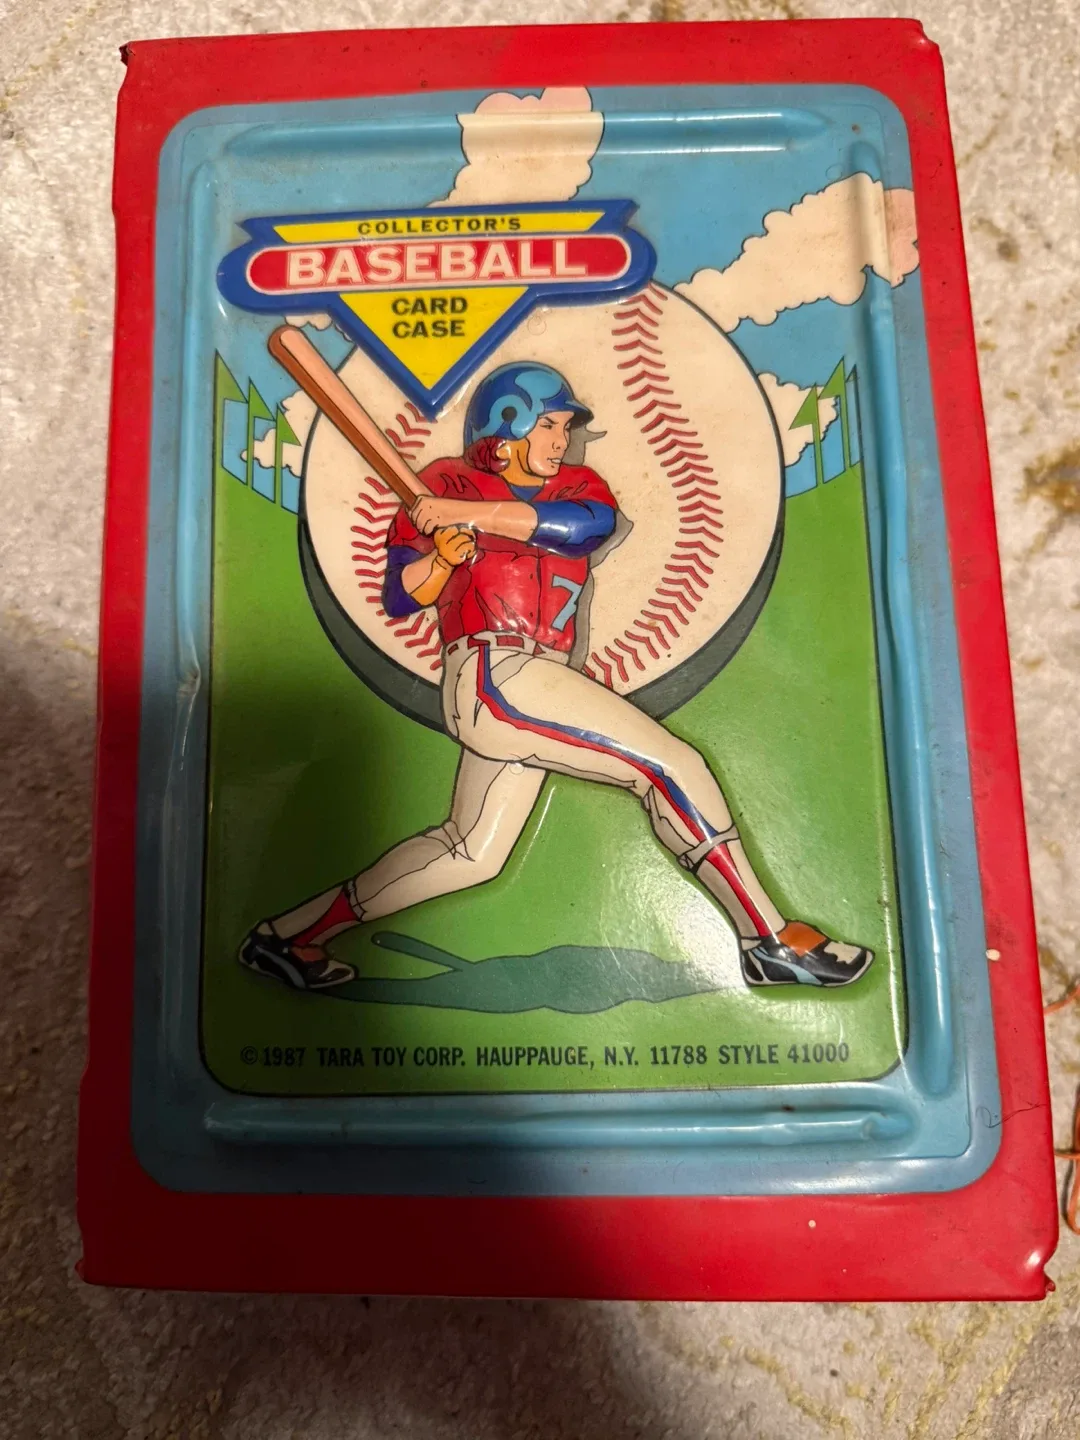 COLLECTOR'S
BASEBALL
CARD
CASE
7
©1987 TARA TOY CORP. HAUPPAUGE, N.Y. 11788 STYLE 41000